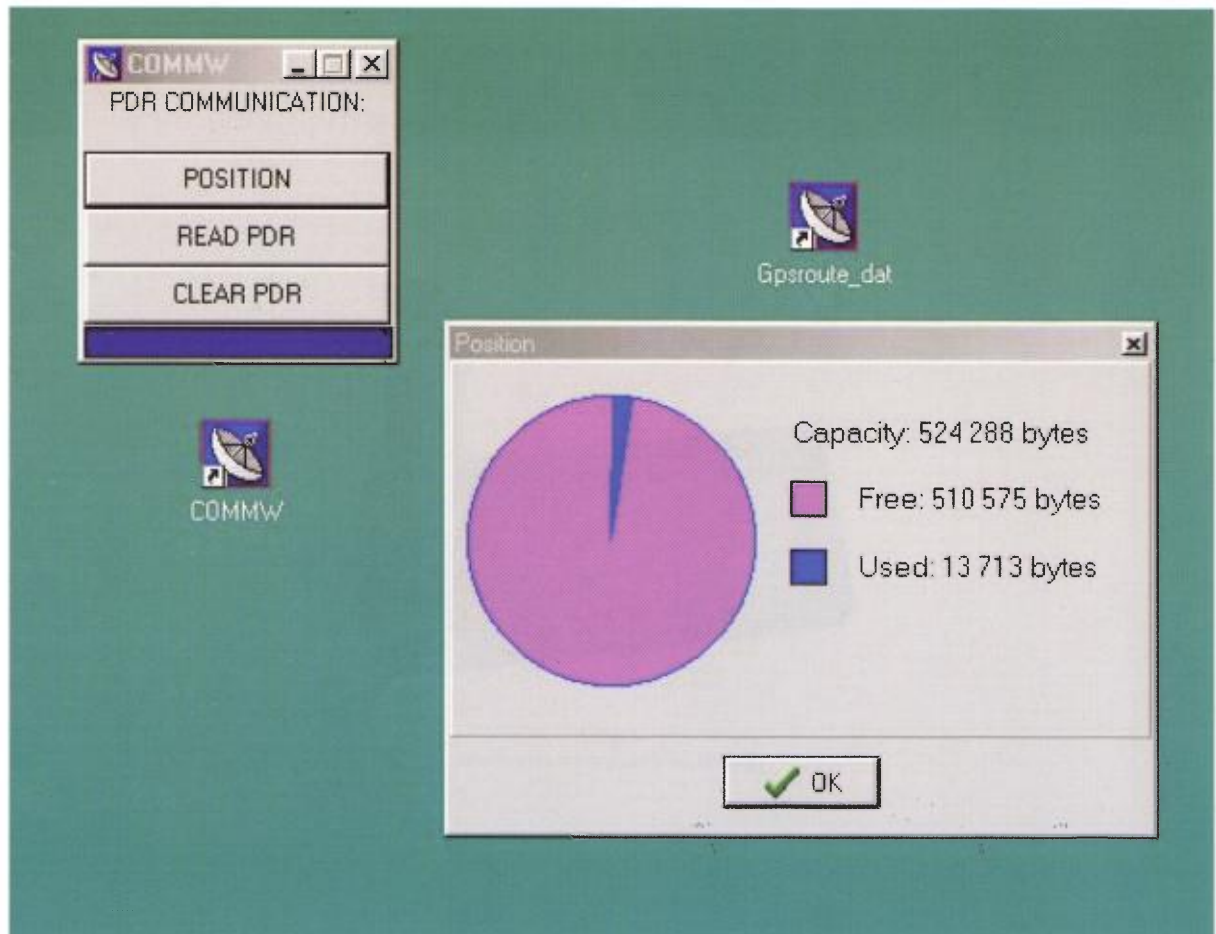 COMMW
PDR COMMUNICATION:
POSITION
READ PDR
CLEAR PDR
COMMW
Gpsroute_dat
Position
Capacity: 524 288 bytes
Free: 510 575 bytes
Used: 13 713 bytes
OK